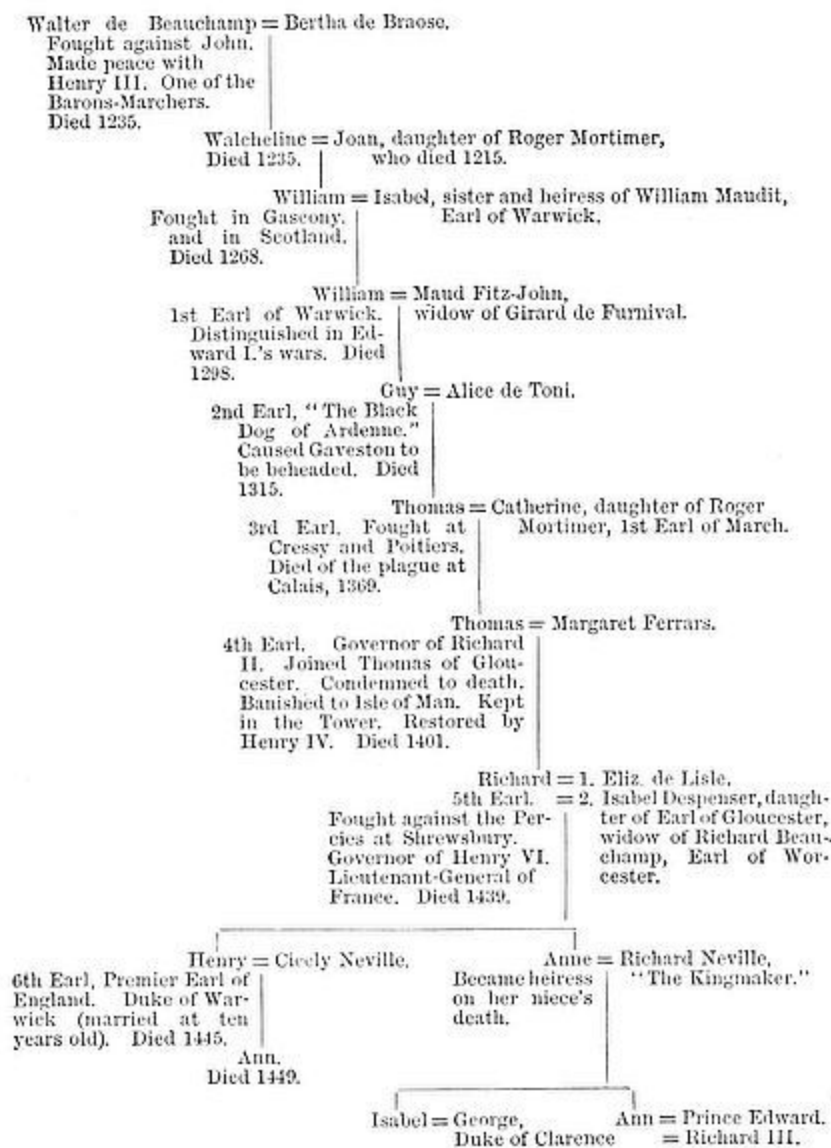 Walter de Beauchamp = Bertha de Braose.
Fought against John.
Made peace with
Henry III. One of the
Barons-Marchers.
Died 1235.
Walcheline = Joan, daughter of Roger Mortimer,
Died 1235. who died 1215.
William = Isabel, sister and heiress of William Maudit,
Fought in Gascony. Earl of Warwick.
and in Scotland.
Died 1268.
William = Maud Fitz-John,
1st Earl of Warwick. widow of Girard de Furnival.
Distinguished in Ed-
ward I.'s wars. Died
1298.
Guy = Alice de Toni.
2nd Earl, "The Black
Dog of Ardenne."
Caused Gaveston to
be beheaded. Died
1315.
Thomas = Catherine, daughter of Roger
3rd Earl. Fought at Mortimer, 1st Earl of March.
Cressy and Poitiers.
Died of the plague at
Calais, 1369.
Thomas = Margaret Ferrars.
4th Earl. Governor of Richard
II. Joined Thomas of Glou-
cester. Condemned to death.
Banished to Isle of Man. Kept
in the Tower. Restored by
Henry IV. Died 1401.
Richard = 1. Eliz. de Lisle.
5th Earl. = 2. Isabel Despenser, daugh-
Fought against the Per- ter of Earl of Gloucester,
cies at Shrewsbury. widow of Richard Beau-
Governor of Henry VI. champ, Earl of Wor-
Lieutenant-General of cester.
France. Died 1439.
Henry = Cicely Neville. Anne = Richard Neville,
6th Earl, Premier Earl of Became heiress "The Kingmaker."
England. Duke of War- on her niece's
wick (married at ten death.
years old). Died 1445.
Ann.
Died 1449.
Isabel = George, Ann = Prince Edward.
Duke of Clarence = Richard III.